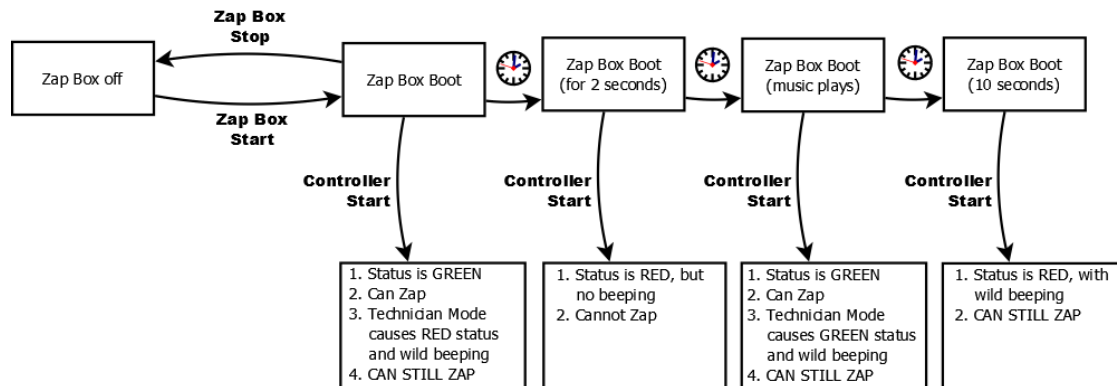 Zap Box
Stop
Zap Box off
Zap Box Boot
Zap Box Boot
(for 2 seconds)
Zap Box Boot
(music plays)
Zap Box Boot
(10 seconds)
Zap Box
Start
Controller
Start
Controller
Start
Controller
Start
Controller
Start
1. Status is GREEN
2. Can Zap
3. Technician Mode
causes RED status
and wild beeping
4. CAN STILL ZAP
1. Status is RED, but
no beeping
2. Cannot Zap
1. Status is GREEN
2. Can Zap
3. Technician Mode
causes GREEN status
and wild beeping
4. CAN STILL ZAP
1. Status is RED, with
wild beeping
2. CAN STILL ZAP